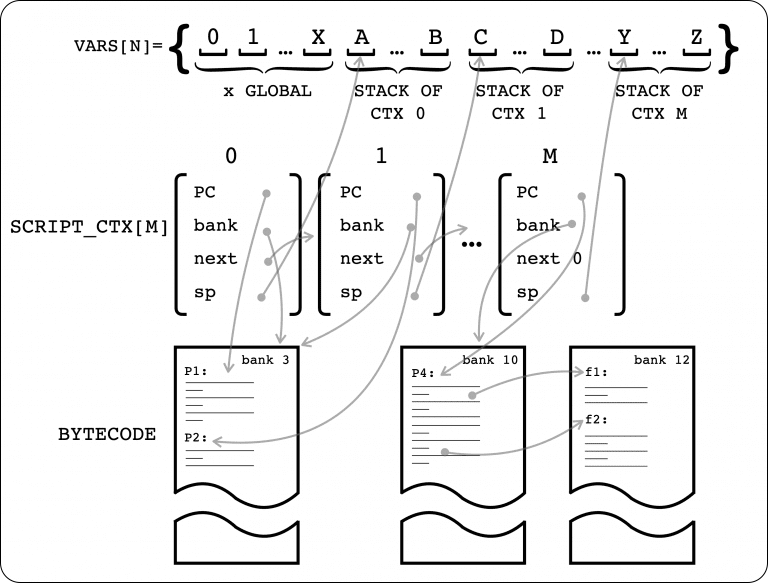 VARS[N]= { 0 1 … X A … B C … D … Y … Z }
x GLOBAL STACK OF STACK OF STACK OF
CTX 0 CTX 1 CTX M
0 1 M
PC PC PC
SCRIPT_CTX[M] bank bank … bank
next next next 0
sp sp sp
bank 3 bank 10 bank 12
P1: P4: f1:
f2:
BYTECODE P2: